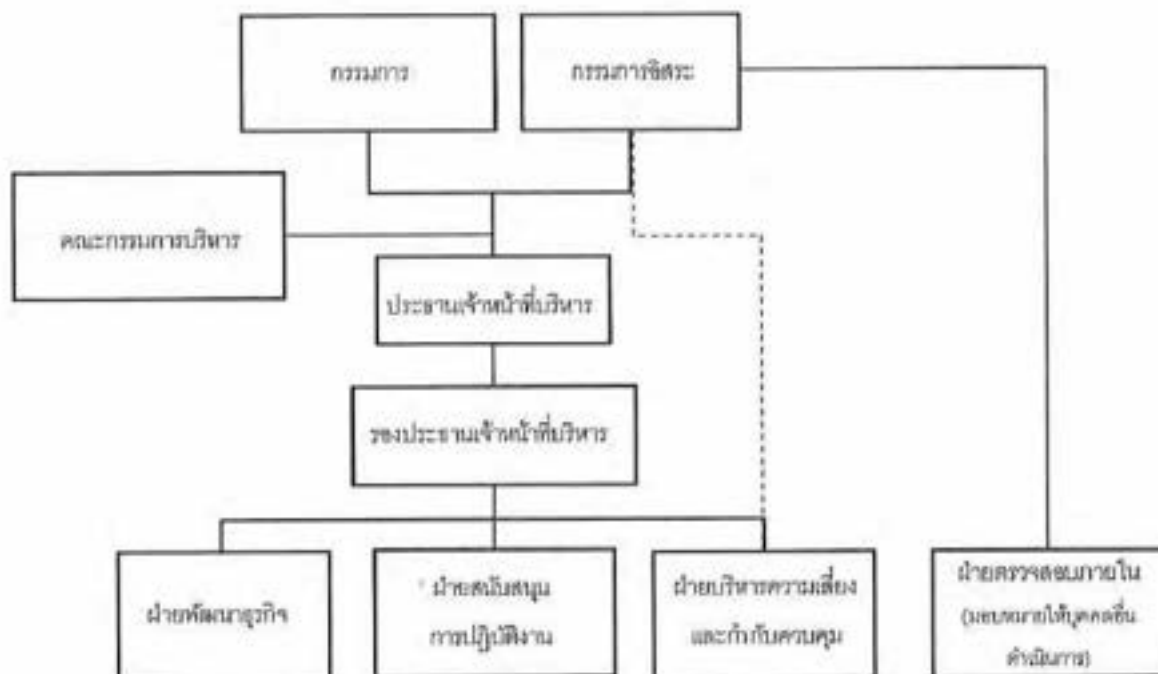 กรรมการ
กรรมการอิสระ
คณะกรรมการบริหาร
ประธานเจ้าหน้าที่บริหาร
รองประธานเจ้าหน้าที่บริหาร
ฝ่ายพัฒนาธุรกิจ
ฝ่ายสนับสนุน
การปฏิบัติงาน
ฝ่ายบริหารความเสี่ยง
และกำกับควบคุม
ฝ่ายตรวจสอบภายใน
(มอบหมายให้บุคคลอื่น
ดำเนินการ)